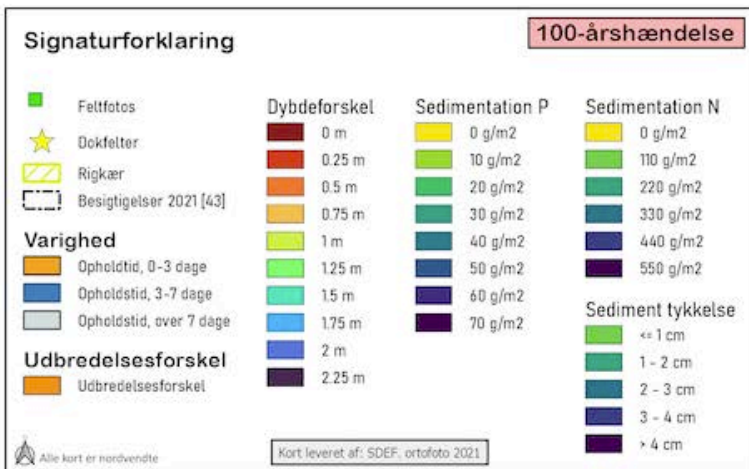 Signaturforklaring
100-årshændelse
Feltfotos
Dokfelter
Rigkær
Besigtigelser 2021 [43]
Varighed
Opholdtid, 0-3 dage
Opholdstid, 3-7 dage
Opholdstid, over 7 dage
Udbredelsesforskel
Udbredelsesforskel
Dybdeforskel
0 m
0.25 m
0.5 m
0.75 m
1 m
1.25 m
1.5 m
1.75 m
2 m
2.25 m
Sedimentation P
0 g/m2
10 g/m2
20 g/m2
30 g/m2
40 g/m2
50 g/m2
60 g/m2
70 g/m2
Sedimentation N
0 g/m2
110 g/m2
220 g/m2
330 g/m2
440 g/m2
550 g/m2
Sediment tykkelse
<= 1 cm
1 - 2 cm
2 - 3 cm
3 - 4 cm
> 4 cm
Alle kort er nordvendte
Kort leveret af: SDEF, ortofoto 2021